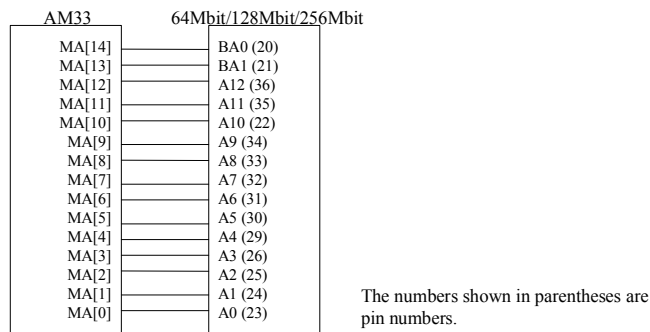 AM33 64Mbit/128Mbit/256Mbit
MA[14] BA0 (20)
MA[13] BA1 (21)
MA[12] A12 (36)
MA[11] A11 (35)
MA[10] A10 (22)
MA[9] A9 (34)
MA[8] A8 (33)
MA[7] A7 (32)
MA[6] A6 (31)
MA[5] A5 (30)
MA[4] A4 (29)
MA[3] A3 (26)
MA[2] A2 (25)
MA[1] A1 (24)
MA[0] A0 (23)
The numbers shown in parentheses are
pin numbers.